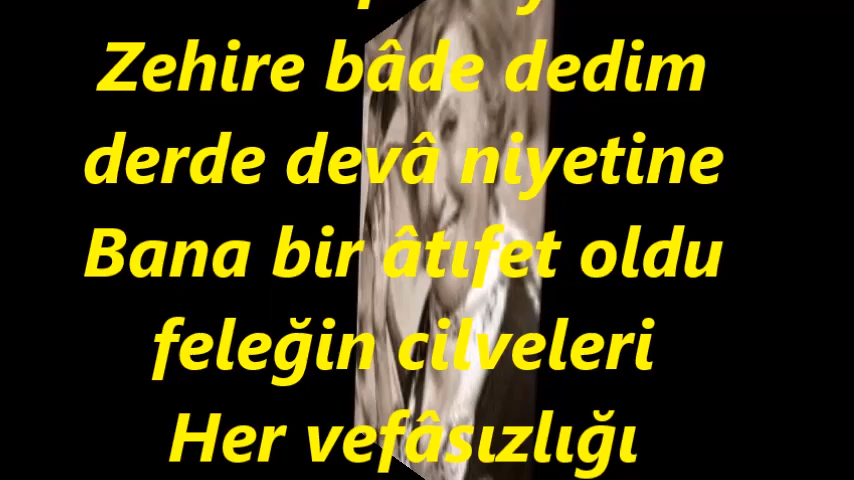 Zehire bâde dedim
derde devâ niyetine
Bana bir âtıfet oldu
feleğin cilveleri
Her vefâsızlığı